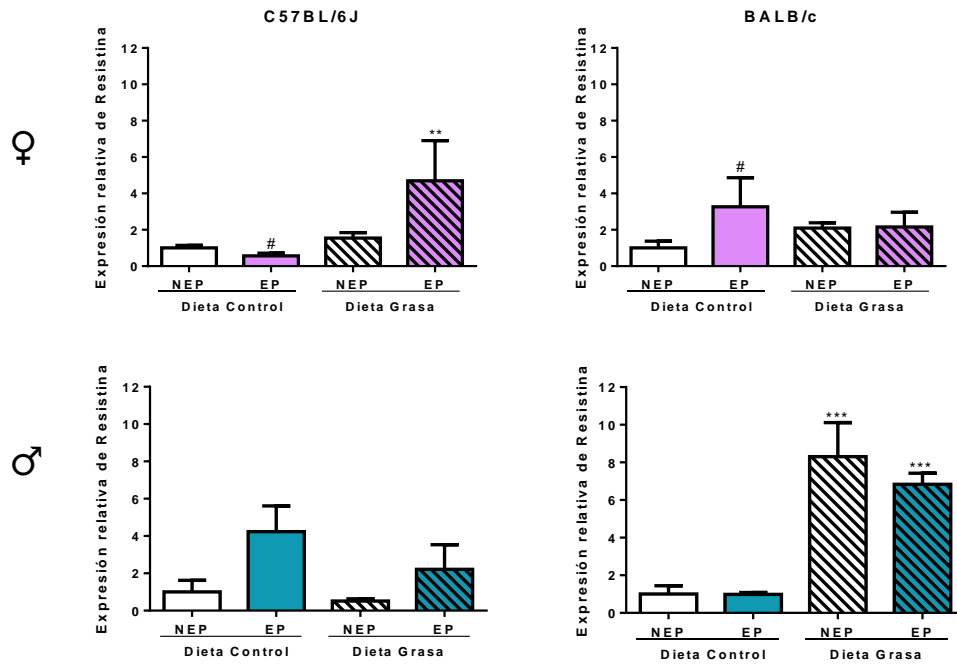 C57BL/6J
BALB/c
♀
Expresión relativa de Resistina
12
10
8
6
4
2
0
#
**
NEP EP NEP EP
Dieta Control Dieta Grasa
Expresión relativa de Resistina
12
10
8
6
4
2
0
#
NEP EP NEP EP
Dieta Control Dieta Grasa
♂
Expresión relativa de Resistina
12
10
8
6
4
2
0
NEP EP NEP EP
Dieta Control Dieta Grasa
Expresión relativa de Resistina
12
10
8
6
4
2
0
***
***
NEP EP NEP EP
Dieta Control Dieta Grasa